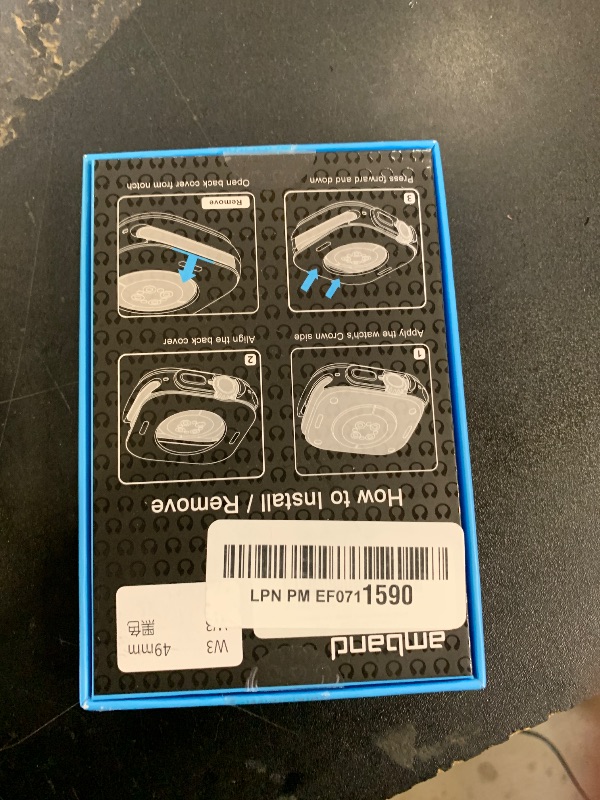 amband
W3 49mm
W3
黑色
LPN PM EF0711590
How to Install / Remove
1
Apply the watch's Crown side
2
Align the back cover
3
Press forward and down
Remove
Open back cover from notch